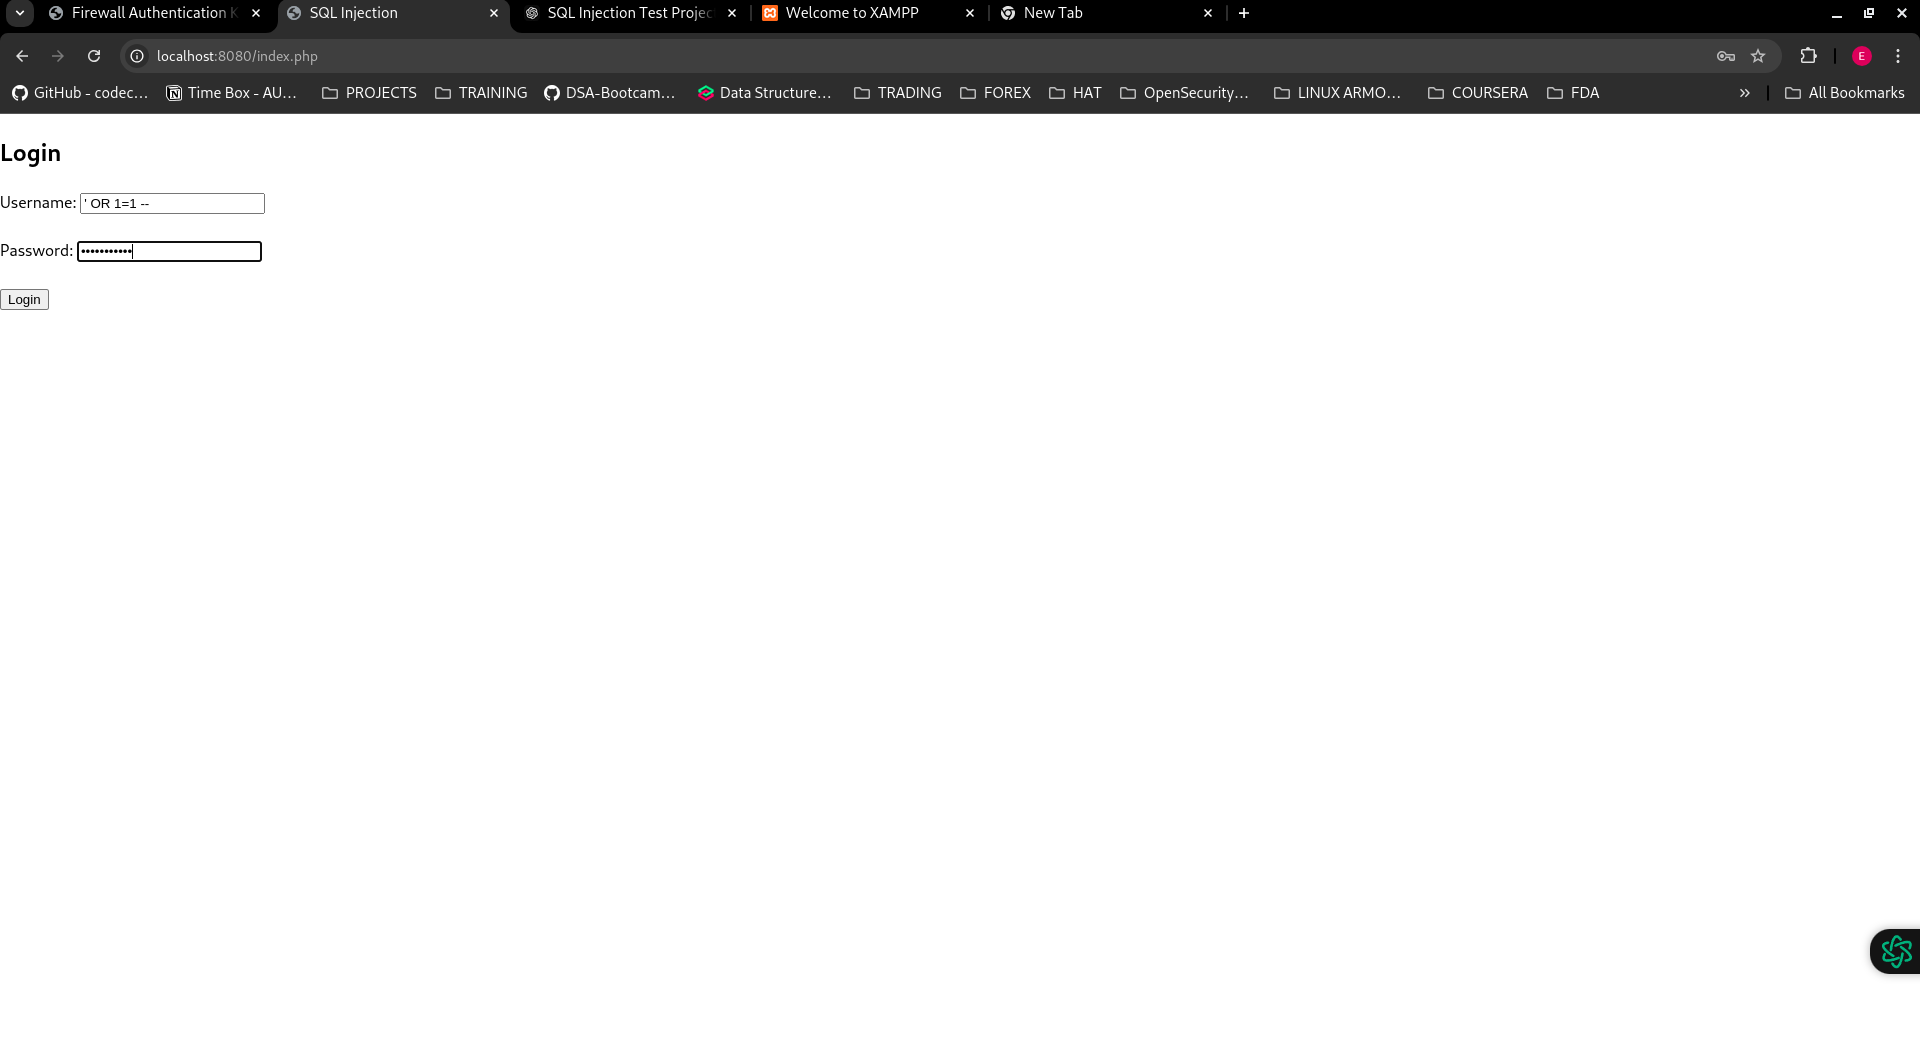 Firewall Authentication K
SQL Injection
SQL Injection Test Projec
Welcome to XAMPP
New Tab
localhost:8080/index.php
E
GitHub - codec...
Time Box - AU...
PROJECTS
TRAINING
DSA-Bootcam...
Data Structure...
TRADING
FOREX
HAT
OpenSecurity...
LINUX ARMO...
COURSERA
FDA
»
All Bookmarks
Login
Username: ' OR 1=1 --
Password: •••••••••••
Login